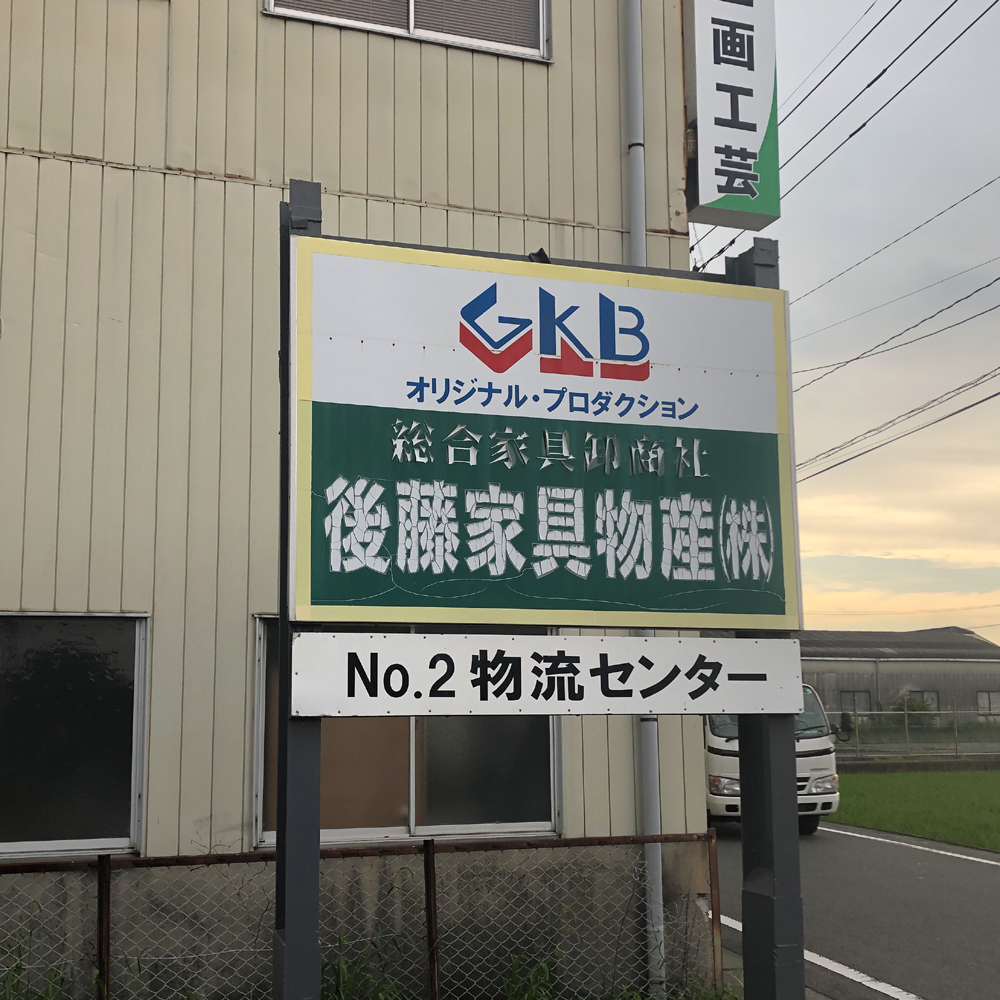 画工芸
GKB
オリジナル・プロダクション
総合家具卸商社
後藤家具物産(株)
No.2 物流センター